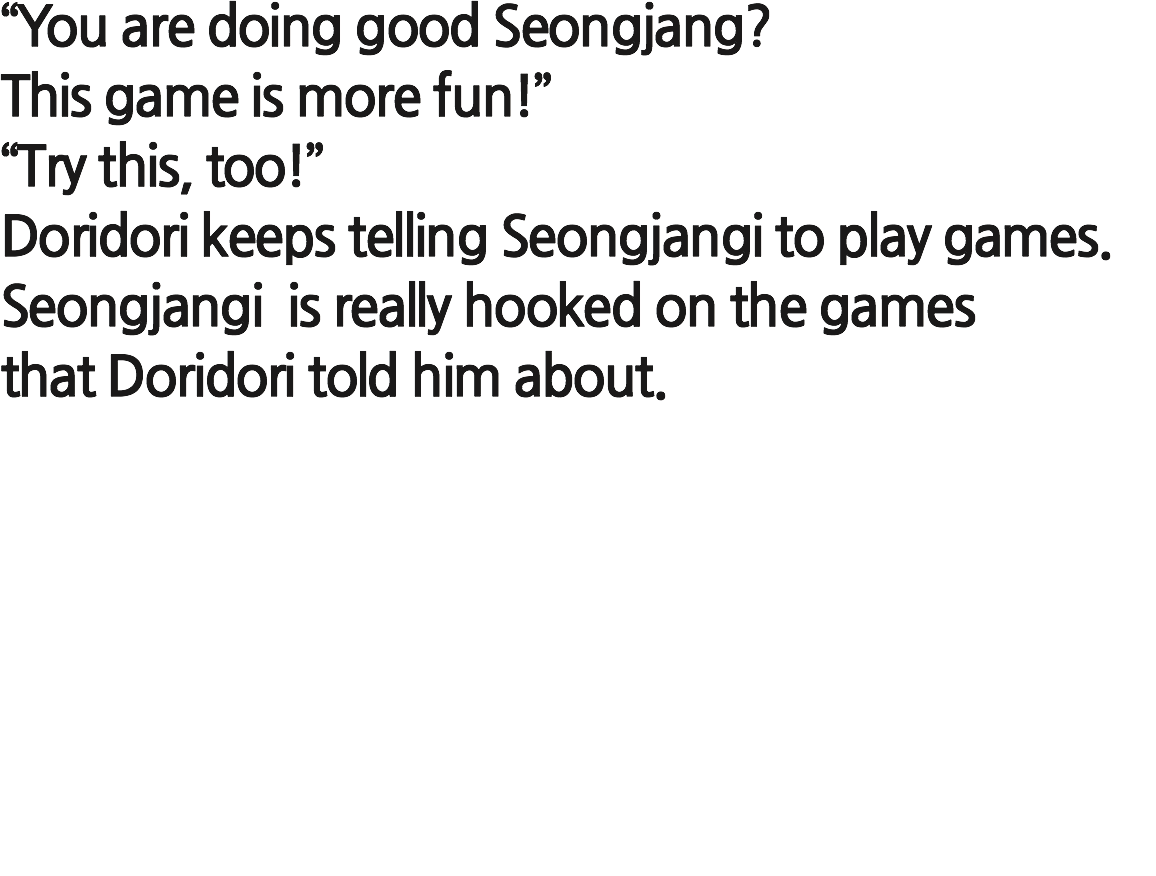 “You are doing good Seongjang?
This game is more fun!”
“Try this, too!”
Doridori keeps telling Seongjangi to play games.
Seongjangi  is really hooked on the games
that Doridori told him about.